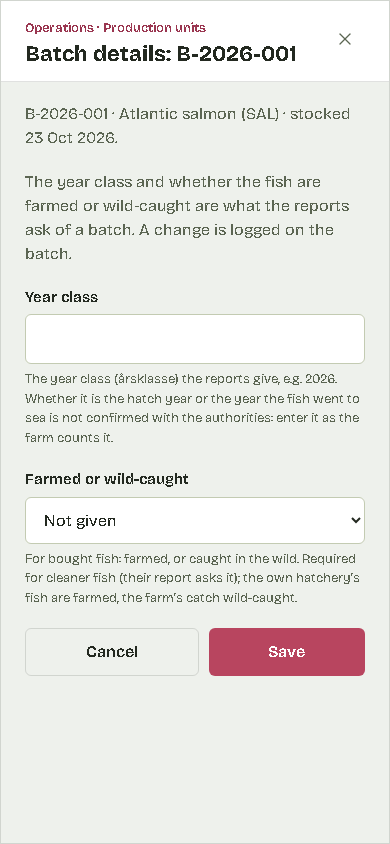 Operations · Production units
Batch details: B-2026-001
B-2026-001 · Atlantic salmon (SAL) · stocked
23 Oct 2026.
The year class and whether the fish are
farmed or wild-caught are what the reports
ask of a batch. A change is logged on the
batch.
Year class
The year class (årsklasse) the reports give, e.g. 2026.
Whether it is the hatch year or the year the fish went to
sea is not confirmed with the authorities: enter it as the
farm counts it.
Farmed or wild-caught
Not given
For bought fish: farmed, or caught in the wild. Required
for cleaner fish (their report asks it); the own hatchery's
fish are farmed, the farm's catch wild-caught.
Cancel
Save